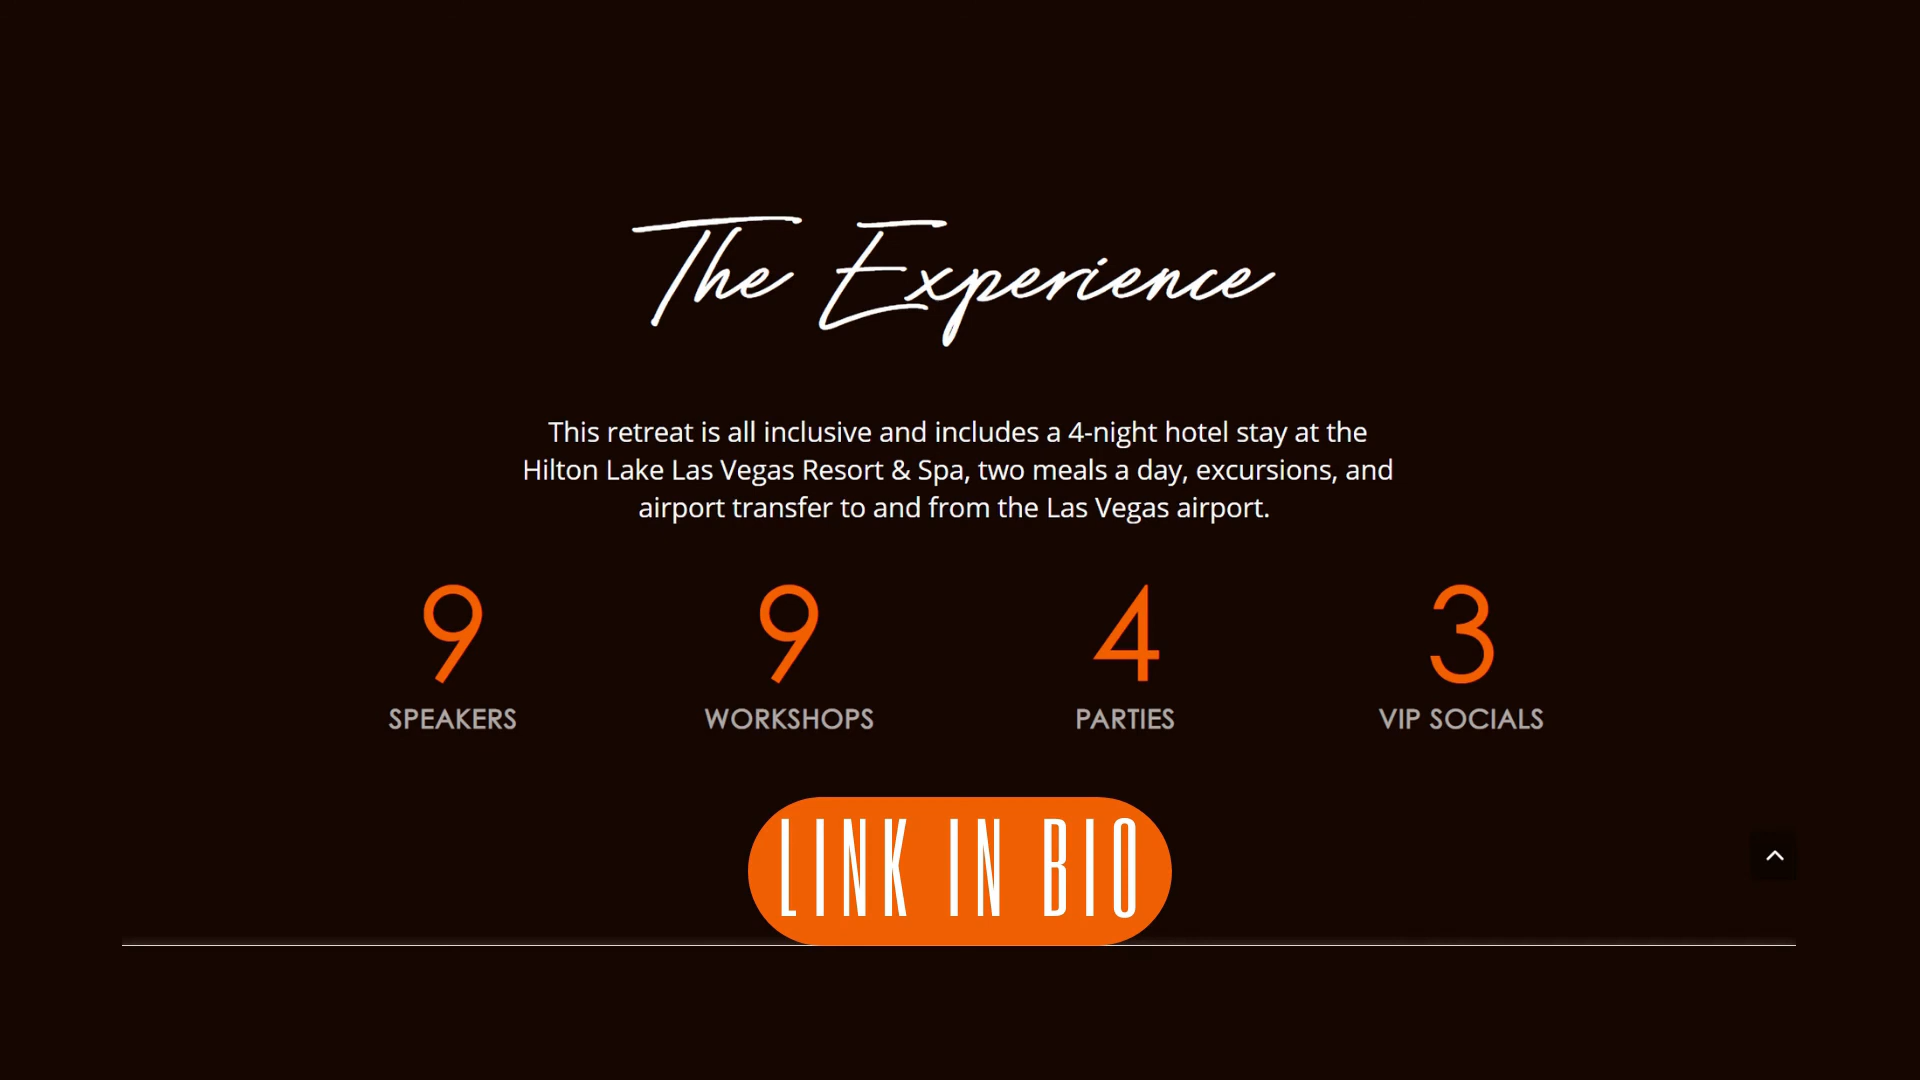 The Experience
This retreat is all inclusive and includes a 4-night hotel stay at the
Hilton Lake Las Vegas Resort & Spa, two meals a day, excursions, and
airport transfer to and from the Las Vegas airport.
9 9 4 3
SPEAKERS WORKSHOPS PARTIES VIP SOCIALS
LINK IN BIO